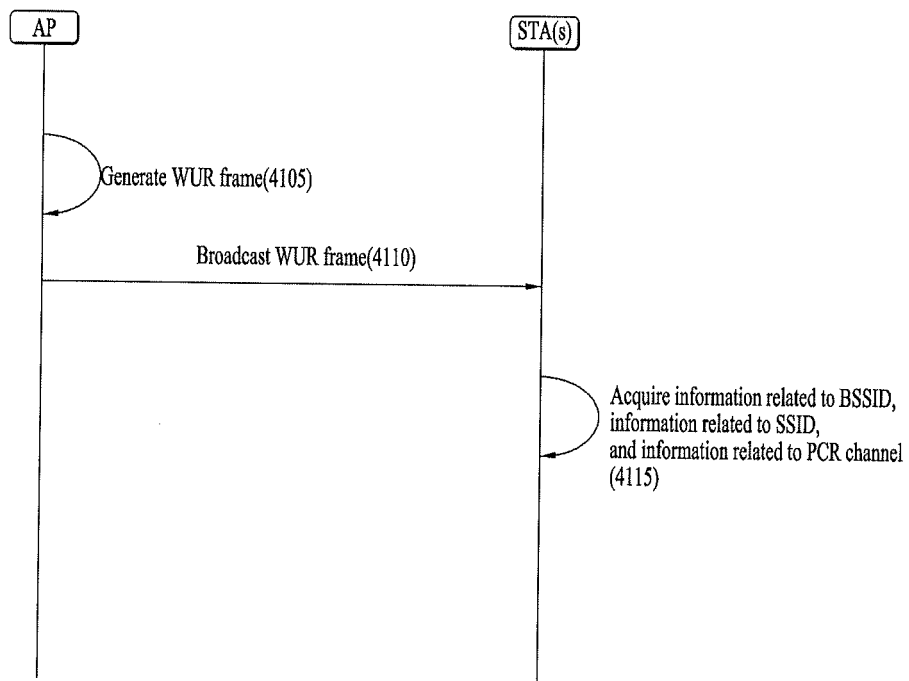 AP
STA(s)
Generate WUR frame(4105)
Broadcast WUR frame(4110)
Acquire information related to BSSID,
information related to SSID,
and information related to PCR channel
(4115)